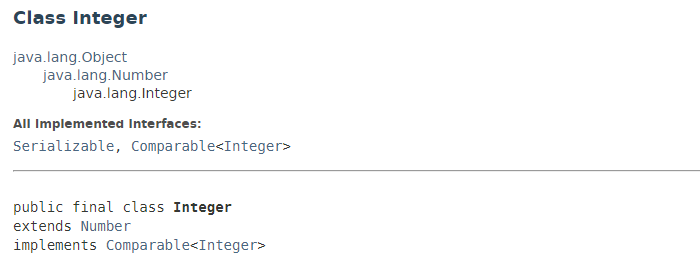 Class Integer
java.lang.Object
java.lang.Number
java.lang.Integer
All Implemented Interfaces:
Serializable, Comparable<Integer>
public final class Integer
extends Number
implements Comparable<Integer>